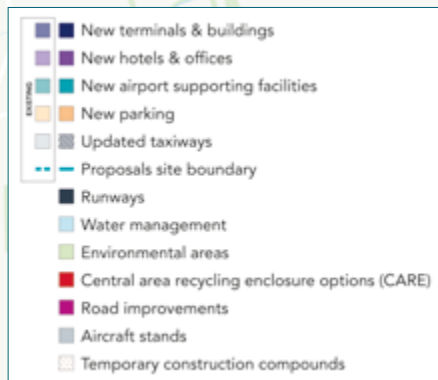 EXISTING
New terminals & buildings
New hotels & offices
New airport supporting facilities
New parking
Updated taxiways
Proposals site boundary
Runways
Water management
Environmental areas
Central area recycling enclosure options (CARE)
Road improvements
Aircraft stands
Temporary construction compounds